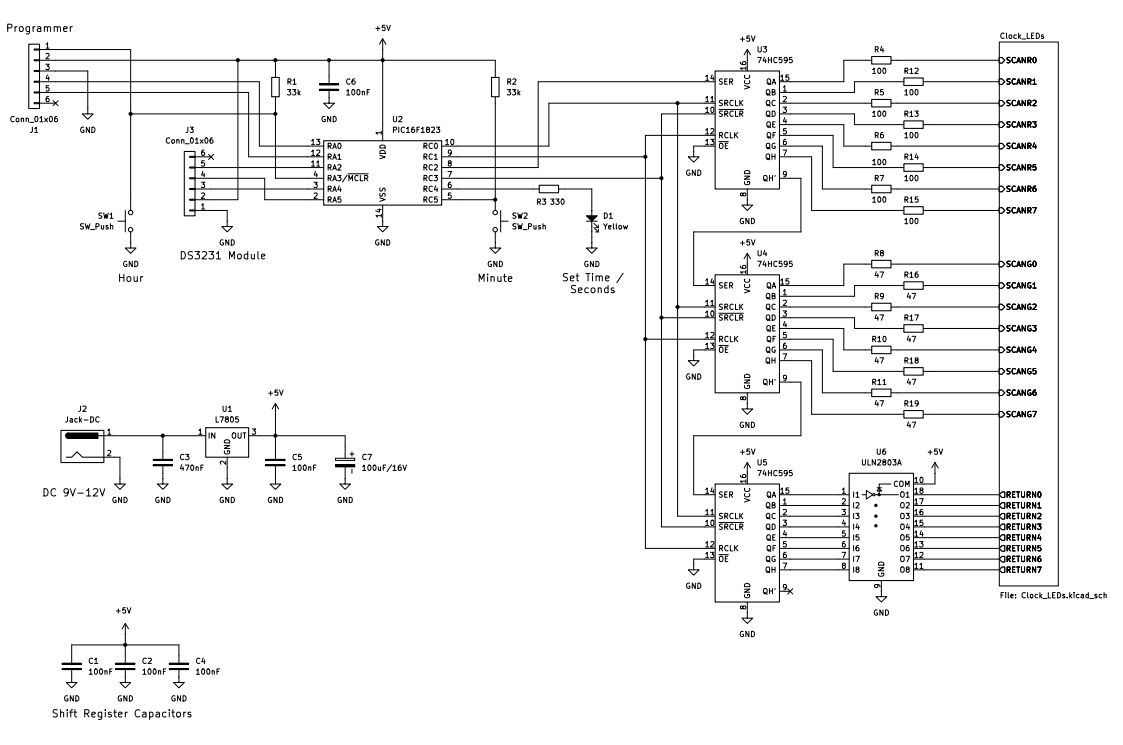 Programmer
1
2
3
4
5
6
Conn_01x06
J1
GND
+5V
R1
33k
C6
100nF
GND
R2
33k
J3
Conn_01x06
6
5
4
3
2
1
GND
DS3231 Module
SW1
SW_Push
GND
Hour
U2
PIC16F1823
1
VDD
13 RA0
12 RA1
11 RA2
4 RA3/MCLR
3 RA4
2 RA5
RC0 10
RC1 9
RC2 8
RC3 7
RC4 6
RC5 5
VSS
14
GND
SW2
SW_Push
GND
Minute
R3 330
D1
Yellow
GND
Set Time /
Seconds
+5V
U3
74HC595
16
VCC
14 SER
11 SRCLK
10 SRCLR
12 RCLK
13 OE
QA 15
QB 1
QC 2
QD 3
QE 4
QF 5
QG 6
QH 7
QH' 9
GND
8
GND
GND
R4
100
R12
100
R5
100
R13
100
R6
100
R14
100
R7
100
R15
100
Clock_LEDs
SCANR0
SCANR1
SCANR2
SCANR3
SCANR4
SCANR5
SCANR6
SCANR7
+5V
U4
74HC595
16
VCC
14 SER
11 SRCLK
10 SRCLR
12 RCLK
13 OE
QA 15
QB 1
QC 2
QD 3
QE 4
QF 5
QG 6
QH 7
QH' 9
GND
8
GND
GND
R8
47
R16
47
R9
47
R17
47
R10
47
R18
47
R11
47
R19
47
SCANG0
SCANG1
SCANG2
SCANG3
SCANG4
SCANG5
SCANG6
SCANG7
J2
Jack-DC
1
2
GND
DC 9V-12V
C3
470nF
GND
U1
L7805
1 IN
OUT 3
GND
2
GND
+5V
C5
100nF
GND
C7
100uF/16V
GND
+5V
U5
74HC595
16
VCC
14 SER
11 SRCLK
10 SRCLR
12 RCLK
13 OE
QA 15
QB 1
QC 2
QD 3
QE 4
QF 5
QG 6
QH 7
QH' 9
GND
8
GND
GND
U6
ULN2803A
+5V
COM 10
1 I1
2 I2
3 I3
4 I4
5 I5
6 I6
7 I7
8 I8
O1 18
O2 17
O3 16
O4 15
O5 14
O6 13
O7 12
O8 11
GND
9
GND
RETURN0
RETURN1
RETURN2
RETURN3
RETURN4
RETURN5
RETURN6
RETURN7
File: Clock_LEDs.kicad_sch
+5V
C1
100nF
C2
100nF
C4
100nF
GND
GND
GND
Shift Register Capacitors